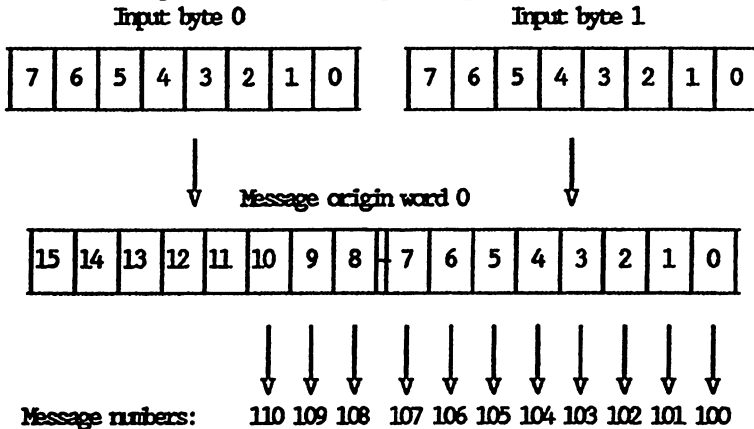 Input byte 0 Input byte 1
7 6 5 4 3 2 1 0 7 6 5 4 3 2 1 0
Message origin word 0
15 14 13 12 11 10 9 8 7 6 5 4 3 2 1 0
Message numbers: 110 109 108 107 106 105 104 103 102 101 100